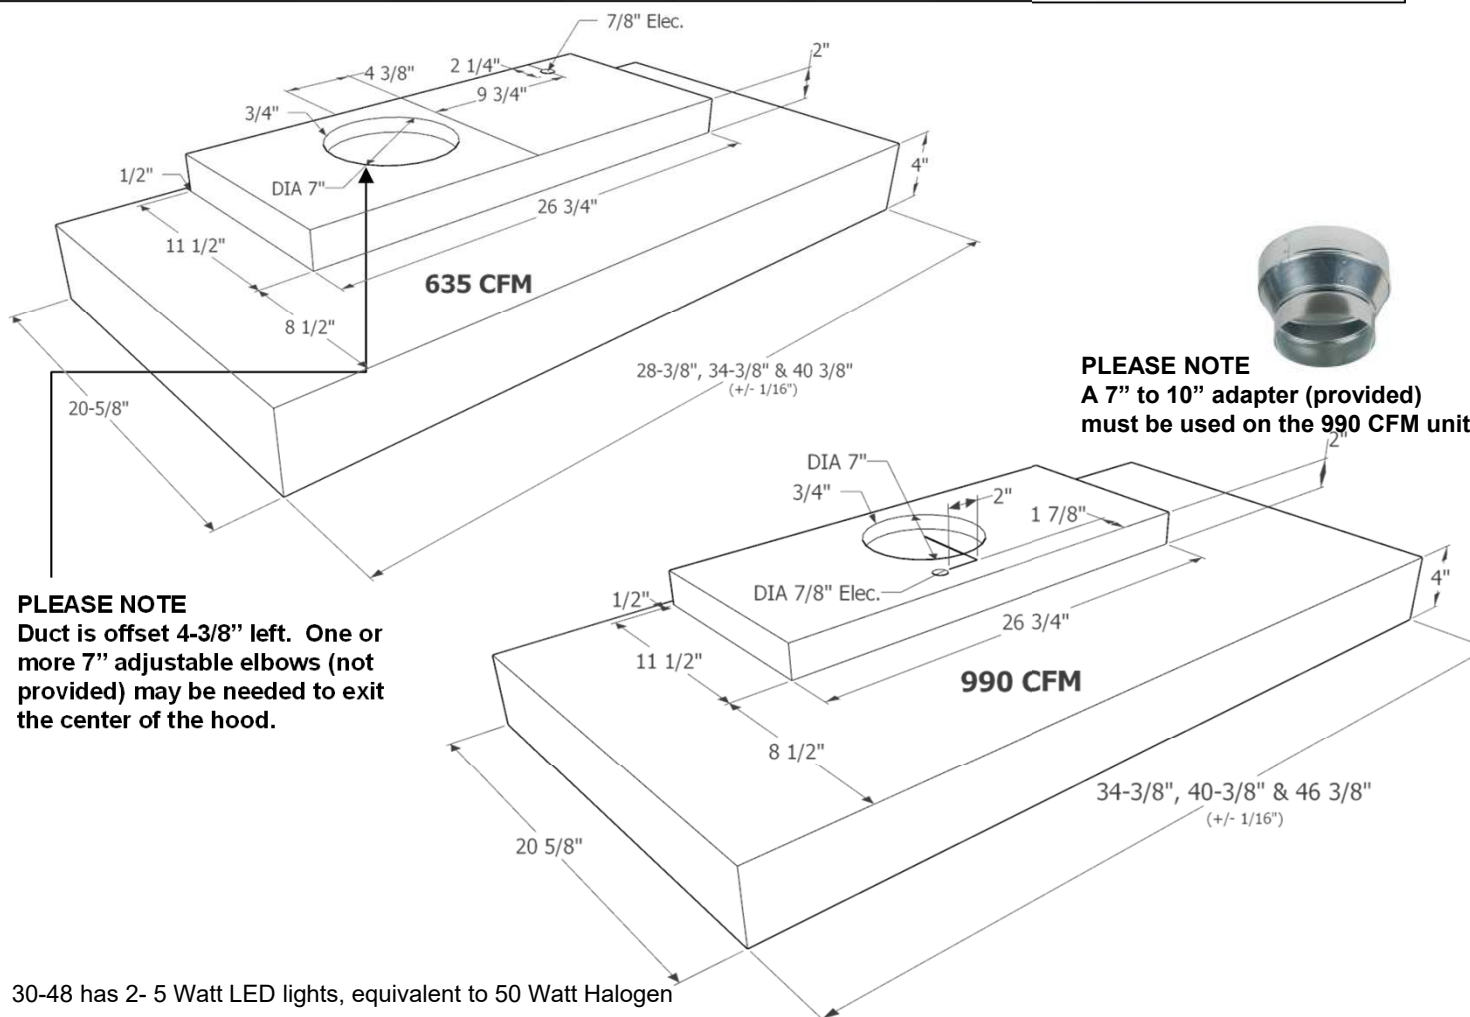 7/8" Elec.
2 1/4"
4 3/8"
9 3/4"
2"
3/4"
1/2"
DIA 7"
4"
26 3/4"
11 1/2"
635 CFM
8 1/2"
28-3/8", 34-3/8" & 40 3/8"
(+/- 1/16")
20-5/8"
PLEASE NOTE
A 7” to 10” adapter (provided)
must be used on the 990 CFM unit
PLEASE NOTE
Duct is offset 4-3/8” left.  One or
more 7” adjustable elbows (not
provided) may be needed to exit
the center of the hood.
2"
DIA 7"
3/4"
2"
1 7/8"
DIA 7/8" Elec.
1/2"
4"
26 3/4"
11 1/2"
990 CFM
8 1/2"
34-3/8", 40-3/8" & 46 3/8"
(+/- 1/16")
20 5/8"
30-48 has 2- 5 Watt LED lights, equivalent to 50 Watt Halogen